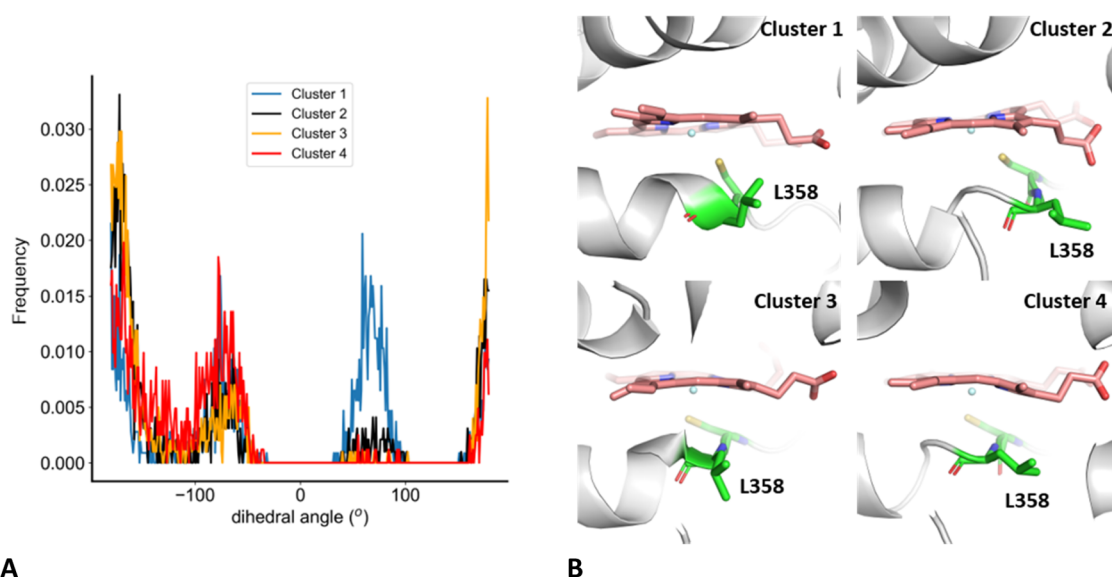 Cluster 1
Cluster 2
Cluster 3
Cluster 4
0.030
0.025
0.020
0.015
0.010
0.005
0.000
Frequency
−100
0
100
dihedral angle (o)
A
Cluster 1
L358
Cluster 2
L358
Cluster 3
L358
Cluster 4
L358
B